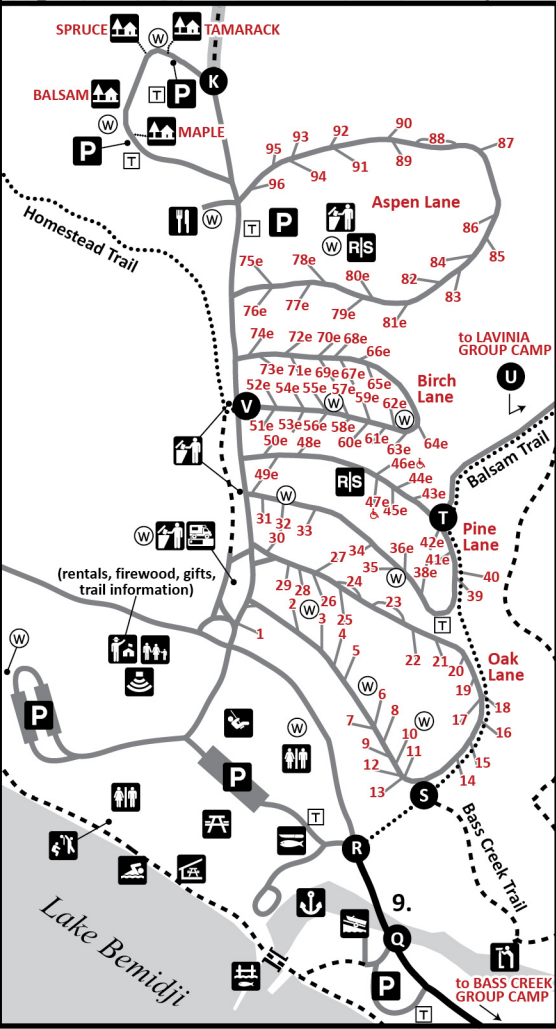 SPRUCE
W
TAMARACK
K
BALSAM
T
P
W
MAPLE
P
T
90
92
88
93
87
95
89
91
94
96
Aspen Lane
W
T
P
Homestead Trail
W
R|S
86
75e
78e
84
85
80e
82
83
76e
77e
79e
81e
74e
72e
70e
68e
66e
to LAVINIA
GROUP CAMP
U
73e
71e
69e
67e
65e
52e
54e
55e
57e
59e
62e
Birch
Lane
W
W
V
51e
53e
56e
58e
50e
48e
60e
61e
63e
64e
Balsam Trail
46e
49e
R|S
44e
W
47e
45e
43e
T
31
32
33
30
W
Pine
Lane
42e
41e
36e
34
27
35
W
38e
40
39
(rentals, firewood, gifts,
trail information)
29
28
24
26
2
W
3
25
23
4
T
W
1
5
22
21
20
Oak
Lane
W
19
6
18
P
7
8
W
17
16
W
9
10
11
15
12
14
P
13
S
T
R
Bass Creek Trail
9.
Q
Lake Bemidji
P
to BASS CREEK
GROUP CAMP
T